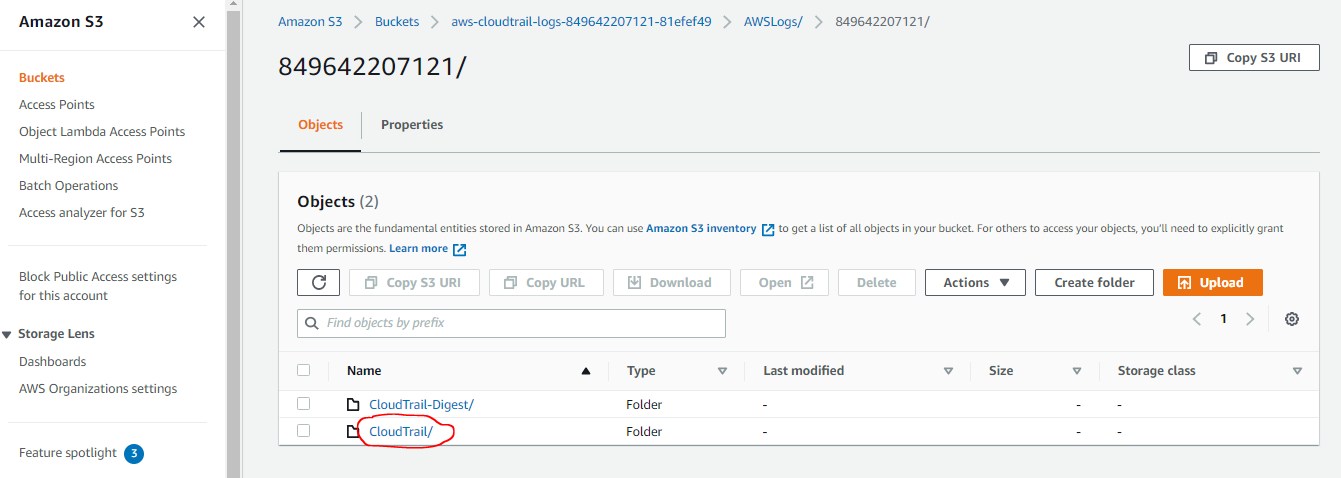 Amazon S3
Buckets
Access Points
Object Lambda Access Points
Multi-Region Access Points
Batch Operations
Access analyzer for S3
Block Public Access settings
for this account
Storage Lens
Dashboards
AWS Organizations settings
Feature spotlight 3
Amazon S3 > Buckets > aws-cloudtrail-logs-849642207121-81efef49 > AWSLogs/ > 849642207121/
849642207121/
Copy S3 URI
Objects Properties
Objects (2)
Objects are the fundamental entities stored in Amazon S3. You can use Amazon S3 inventory to get a list of all objects in your bucket. For others to access your objects, you'll need to explicitly grant
them permissions. Learn more
Copy S3 URI Copy URL Download Open Delete Actions Create folder Upload
Find objects by prefix
1
Name Type Last modified Size Storage class
CloudTrail-Digest/ Folder - - -
CloudTrail/ Folder - - -